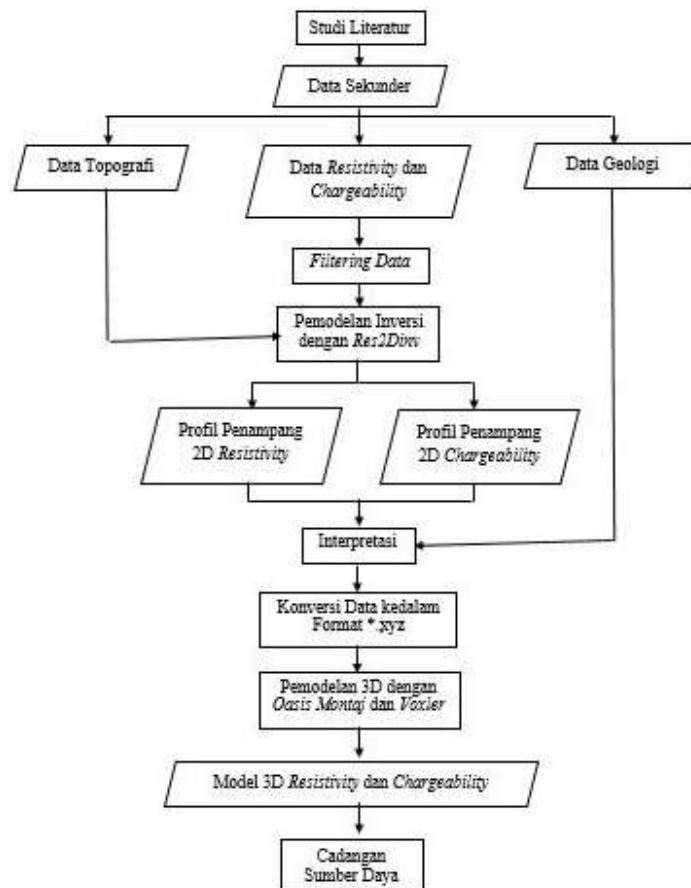 Studi Literatur
Data Sekunder
Data Topografi
Data Resistivity dan
Chargeability
Data Geologi
Filtering Data
Pemodelan Inversi
dengan Res2Dinv
Profil Penampang
2D Resistivity
Profil Penampang
2D Chargeability
Interpretasi
Konversi Data kedalam
Format *.xyz
Pemodelan 3D dengan
Oasis Montaj dan Voxler
Model 3D Resistivity dan Chargeability
Cadangan
Sumber Daya